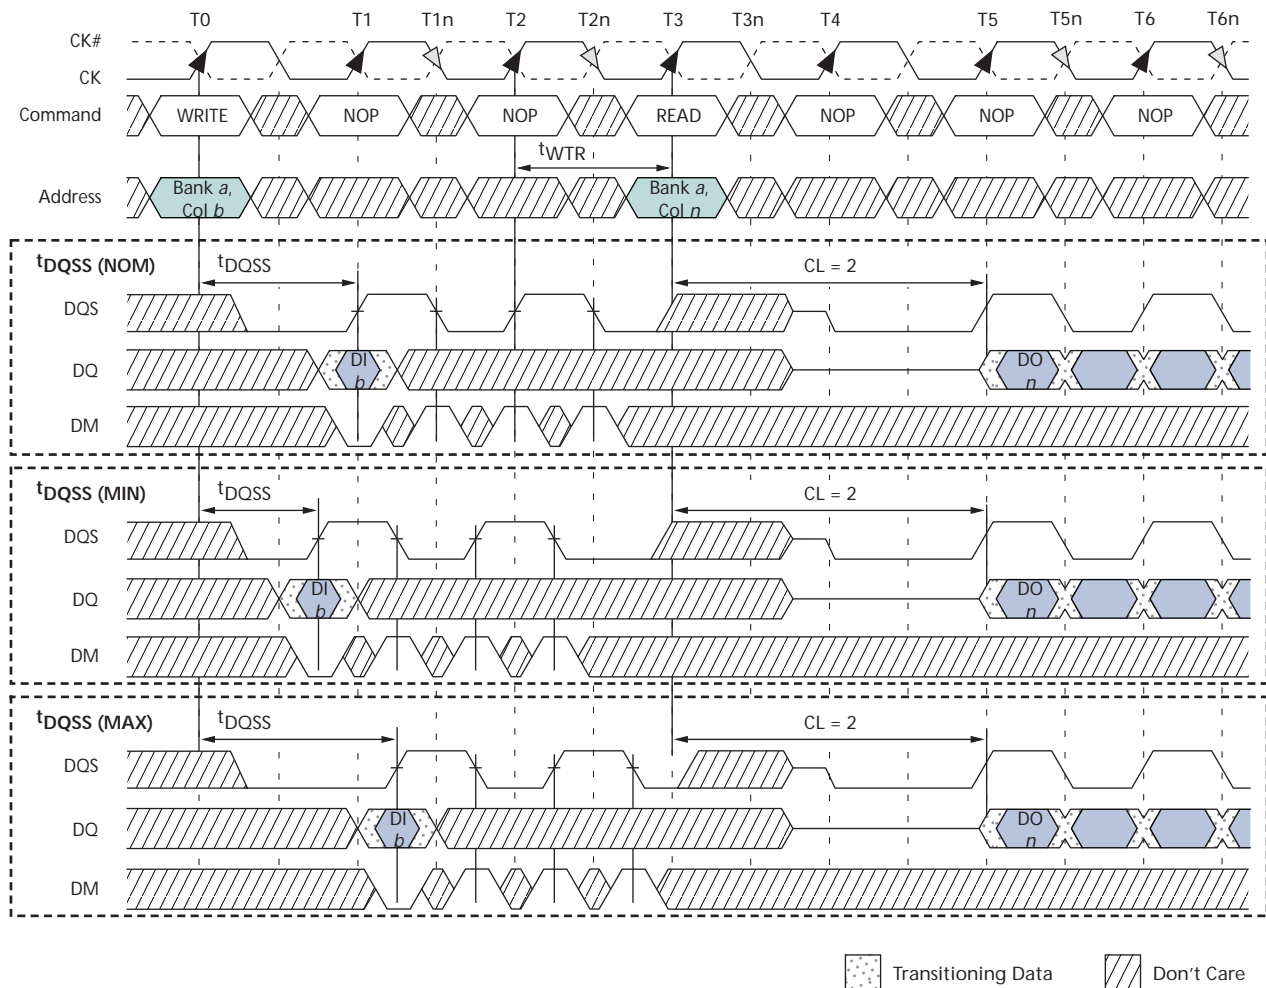 T0 T1 T1n T2 T2n T3 T3n T4 T5 T5n T6 T6n
CK#
CK
Command WRITE NOP NOP READ NOP NOP NOP
tWTR
Address Bank a, Col b Bank a, Col n
tDQSS (NOM) tDQSS CL = 2
DQS
DQ DI b DO n
DM
tDQSS (MIN) tDQSS CL = 2
DQS
DQ DI b DO n
DM
tDQSS (MAX) tDQSS CL = 2
DQS
DQ DI b DO n
DM
Transitioning Data Don't Care